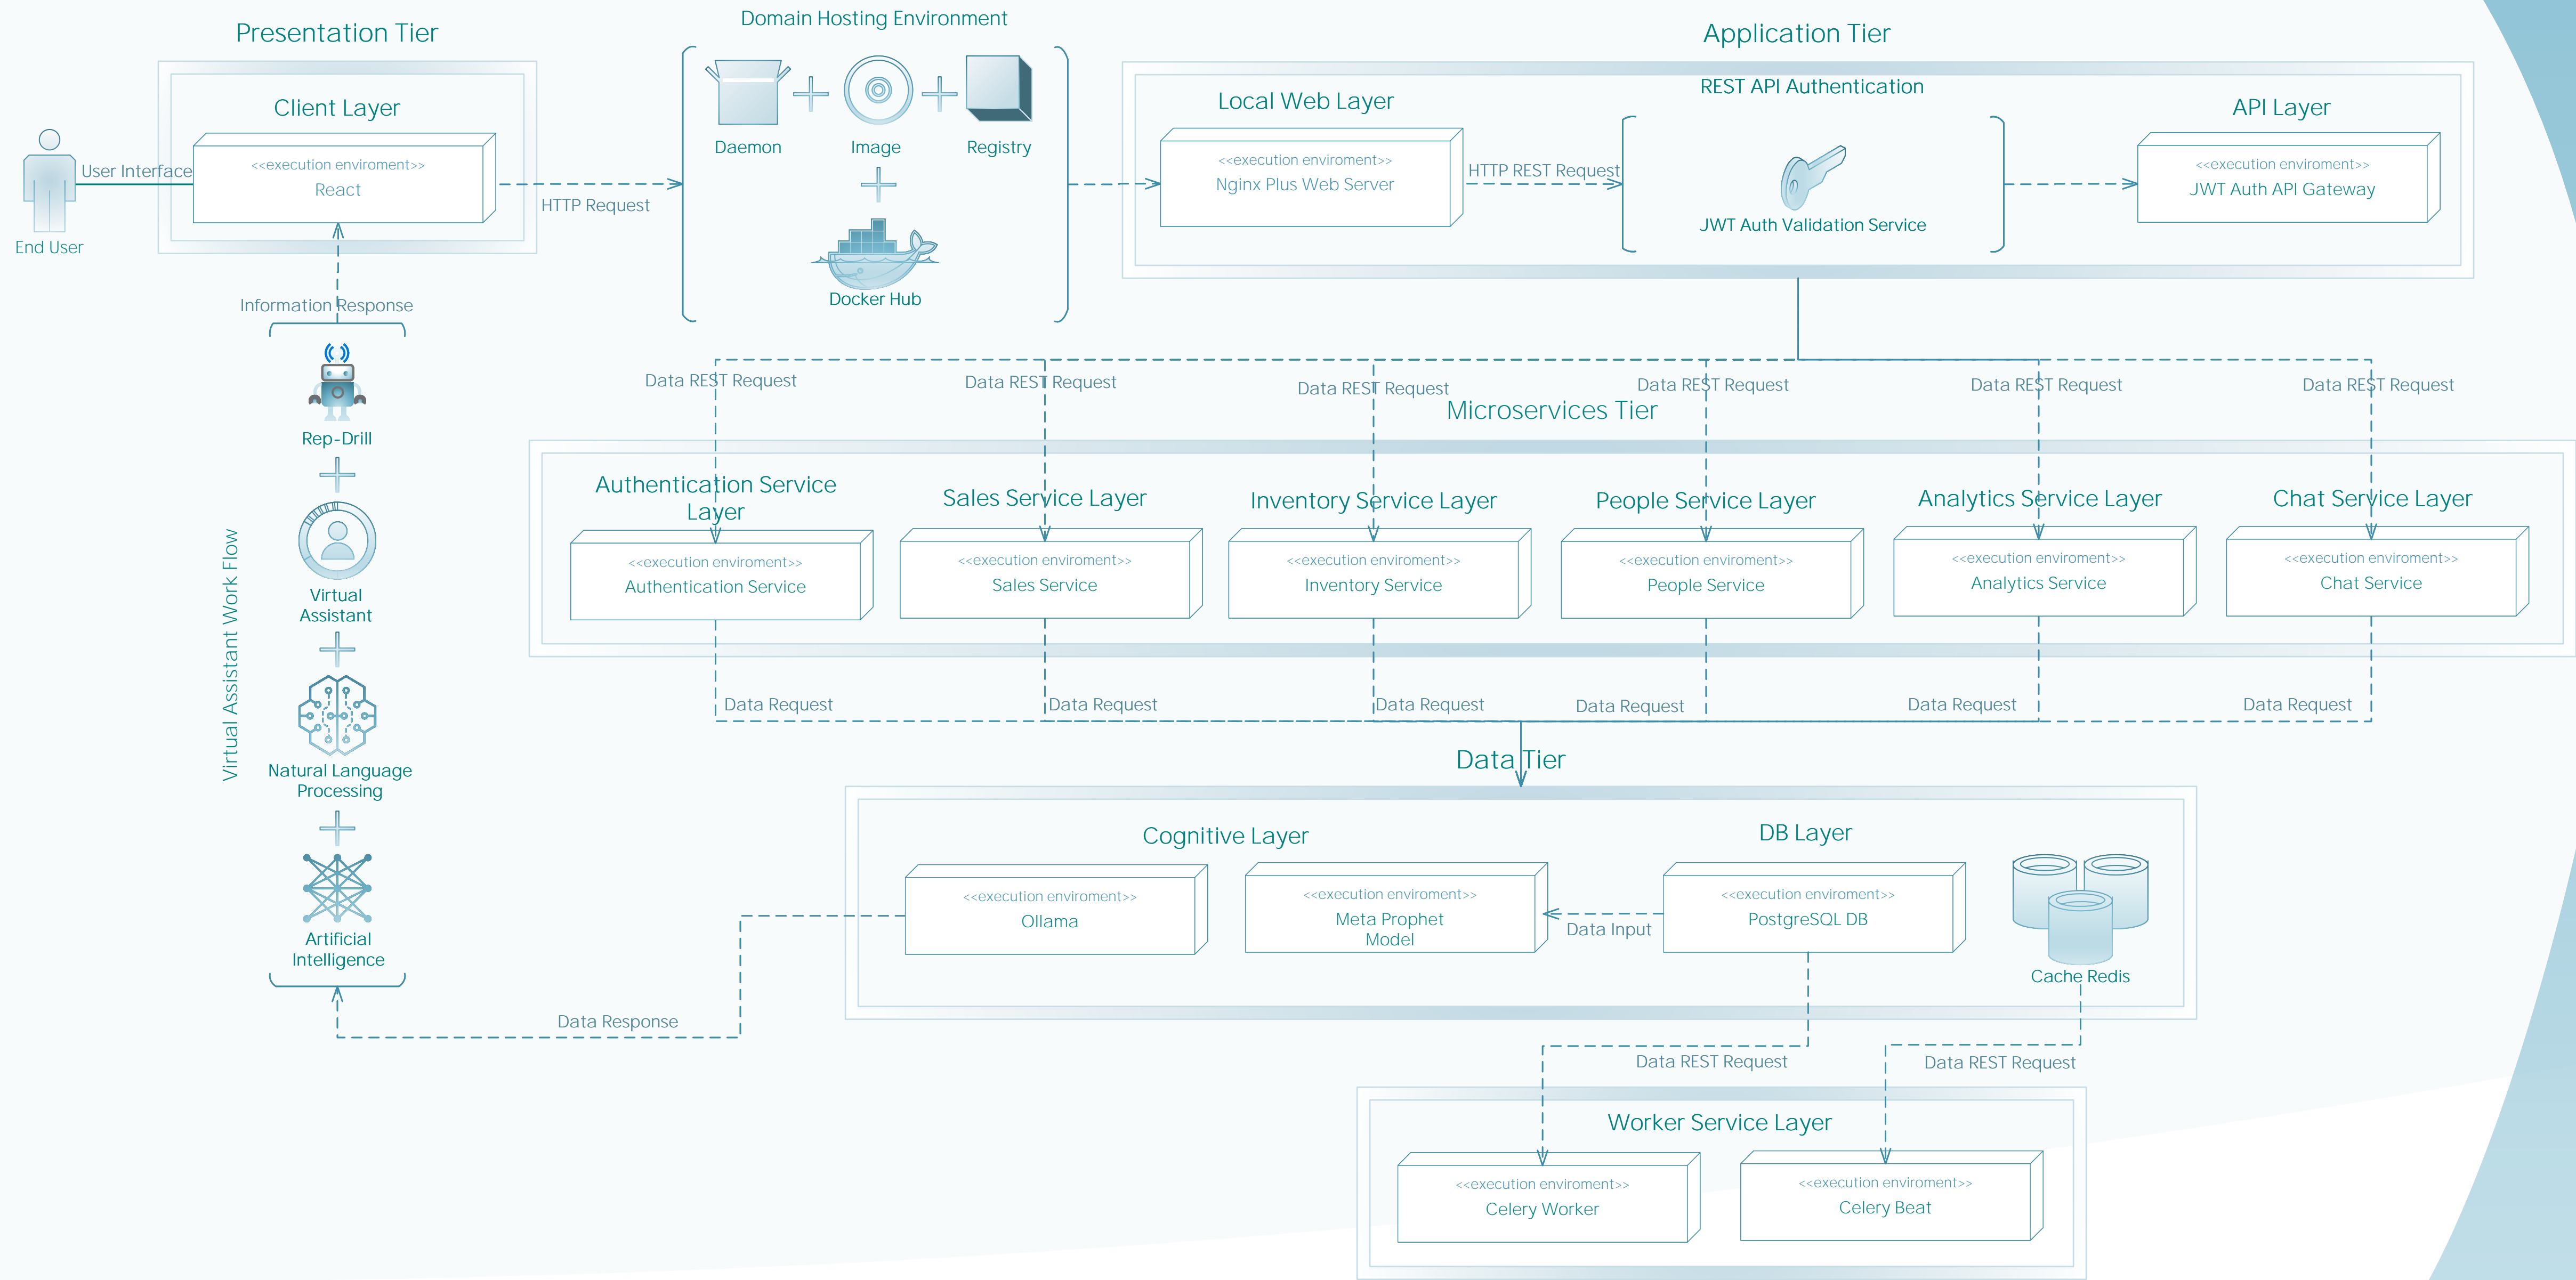 Domain Hosting Environment
Presentation Tier
Application Tier
Client Layer
<<execution enviroment>>
React
User Interface
End User
HTTP Request
Daemon
Image
Registry
Docker Hub
Local Web Layer
<<execution enviroment>>
Nginx Plus Web Server
HTTP REST Request
REST API Authentication
JWT Auth Validation Service
API Layer
<<execution enviroment>>
JWT Auth API Gateway
Information Response
Rep-Drill
Virtual
Assistant
Natural Language
Processing
Artificial
Intelligence
Virtual Assistant Work Flow
Data REST Request
Data REST Request
Data REST Request
Data REST Request
Data REST Request
Data REST Request
Microservices Tier
Authentication Service
Layer
<<execution enviroment>>
Authentication Service
Sales Service Layer
<<execution enviroment>>
Sales Service
Inventory Service Layer
<<execution enviroment>>
Inventory Service
People Service Layer
<<execution enviroment>>
People Service
Analytics Service Layer
<<execution enviroment>>
Analytics Service
Chat Service Layer
<<execution enviroment>>
Chat Service
Data Request
Data Request
Data Request
Data Request
Data Request
Data Request
Data Tier
Cognitive Layer
<<execution enviroment>>
Ollama
<<execution enviroment>>
Meta Prophet
Model
Data Input
DB Layer
<<execution enviroment>>
PostgreSQL DB
Cache Redis
Data Response
Data REST Request
Data REST Request
Worker Service Layer
<<execution enviroment>>
Celery Worker
<<execution enviroment>>
Celery Beat